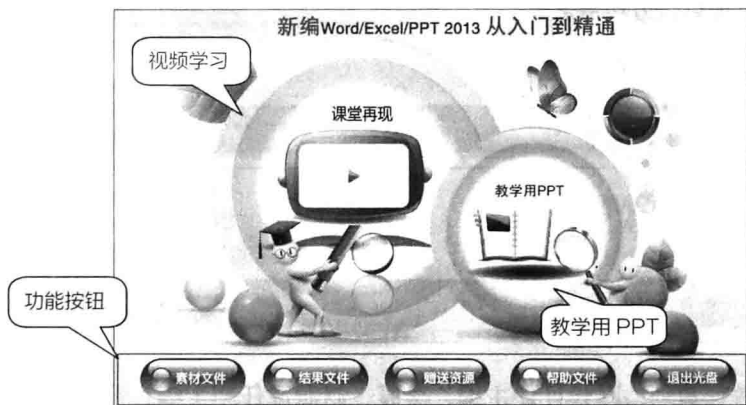 新编Word/Excel/PPT 2013 从入门到精通
视频学习
课堂再现
教学用PPT
功能按钮
教学用 PPT
素材文件
结果文件
赠送资源
帮助文件
退出光盘